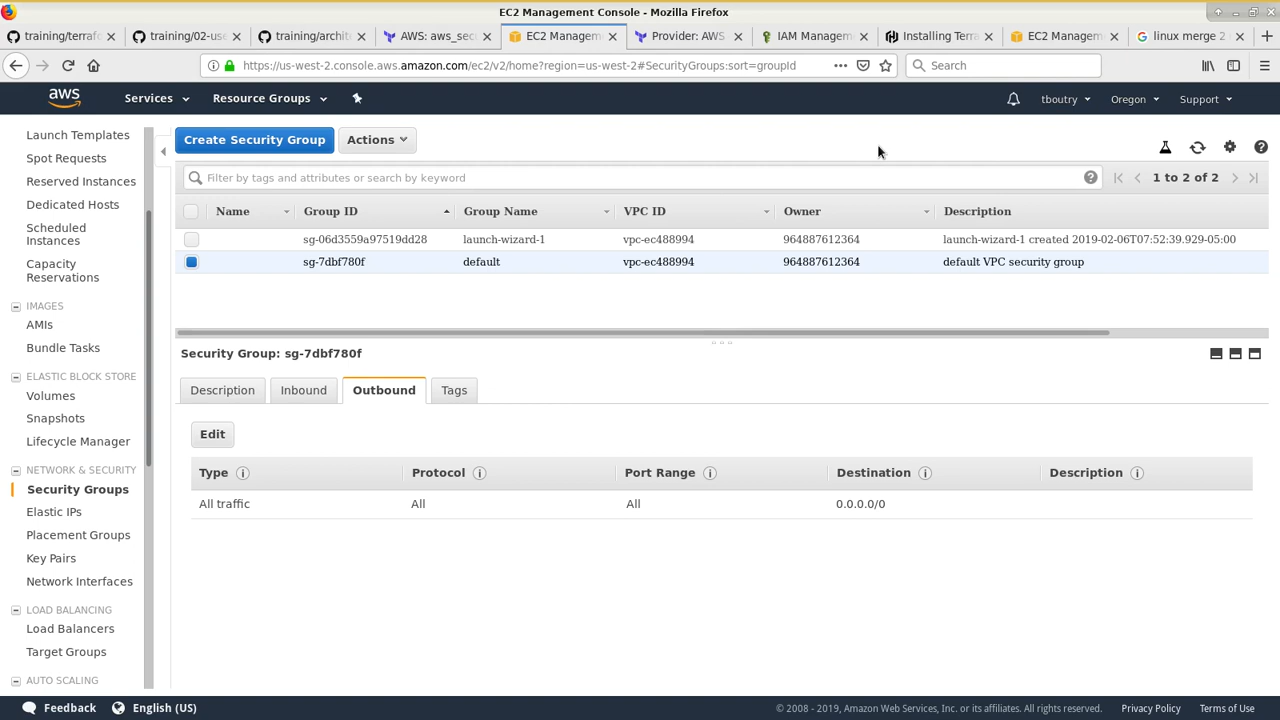 EC2 Management Console - Mozilla Firefox
training/terrafo
training/02-use
training/archit
AWS: aws_secu
EC2 Managem
Provider: AWS
IAM Managem
Installing Terra
EC2 Managem
linux merge 2
https://us-west-2.console.aws.amazon.com/ec2/v2/home?region=us-west-2#SecurityGroups:sort=groupId
Search
aws
Services
Resource Groups
tboutry
Oregon
Support
Launch Templates
Spot Requests
Reserved Instances
Dedicated Hosts
Scheduled
Instances
Capacity
Reservations
IMAGES
AMIs
Bundle Tasks
ELASTIC BLOCK STORE
Volumes
Snapshots
Lifecycle Manager
NETWORK & SECURITY
Security Groups
Elastic IPs
Placement Groups
Key Pairs
Network Interfaces
LOAD BALANCING
Load Balancers
Target Groups
AUTO SCALING
Create Security Group
Actions
Filter by tags and attributes or search by keyword
1 to 2 of 2
Name Group ID Group Name VPC ID Owner Description
sg-06d3559a97519dd28 launch-wizard-1 vpc-ec488994 964887612364 launch-wizard-1 created 2019-02-06T07:52:39.929-05:00
sg-7dbf780f default vpc-ec488994 964887612364 default VPC security group
Security Group: sg-7dbf780f
Description Inbound Outbound Tags
Edit
Type Protocol Port Range Destination Description
All traffic All All 0.0.0.0/0
Feedback English (US)
© 2008 - 2019, Amazon Web Services, Inc. or its affiliates. All rights reserved. Privacy Policy Terms of Use